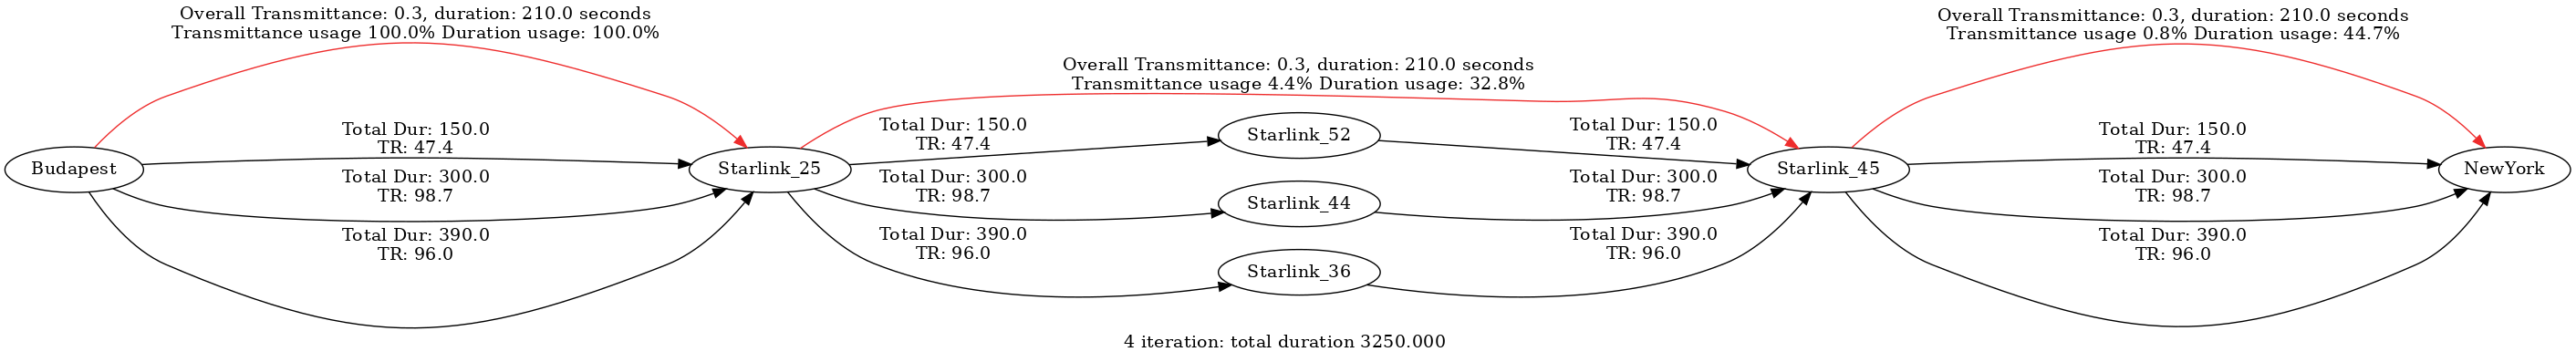 Overall Transmittance: 0.3, duration: 210.0 seconds
Transmittance usage 100.0% Duration usage: 100.0%
Overall Transmittance: 0.3, duration: 210.0 seconds
Transmittance usage 4.4% Duration usage: 32.8%
Overall Transmittance: 0.3, duration: 210.0 seconds
Transmittance usage 0.8% Duration usage: 44.7%
Budapest
Total Dur: 150.0
TR: 47.4
Total Dur: 300.0
TR: 98.7
Total Dur: 390.0
TR: 96.0
Starlink_25
Total Dur: 150.0
TR: 47.4
Total Dur: 300.0
TR: 98.7
Total Dur: 390.0
TR: 96.0
Starlink_52
Starlink_44
Starlink_36
Total Dur: 150.0
TR: 47.4
Total Dur: 300.0
TR: 98.7
Total Dur: 390.0
TR: 96.0
Starlink_45
Total Dur: 150.0
TR: 47.4
Total Dur: 300.0
TR: 98.7
Total Dur: 390.0
TR: 96.0
NewYork
4 iteration: total duration 3250.000